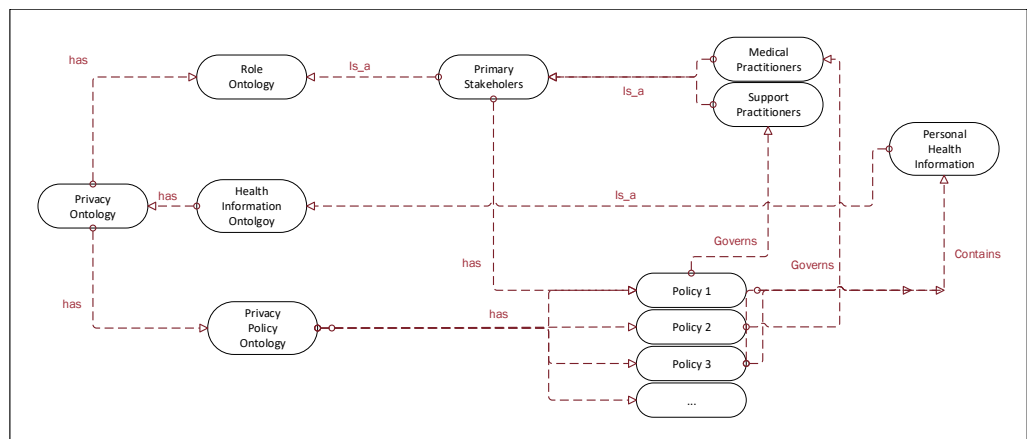 has
Role
Ontology
Is_a
Primary
Stakeholers
Is_a
Medical
Practitioners
Support
Practitioners
Personal
Health
Information
Privacy
Ontology
has
Health
Information
Ontolgoy
Is_a
has
Privacy
Policy
Ontology
has
has
Governs
Governs
Contains
Policy 1
Policy 2
Policy 3
...